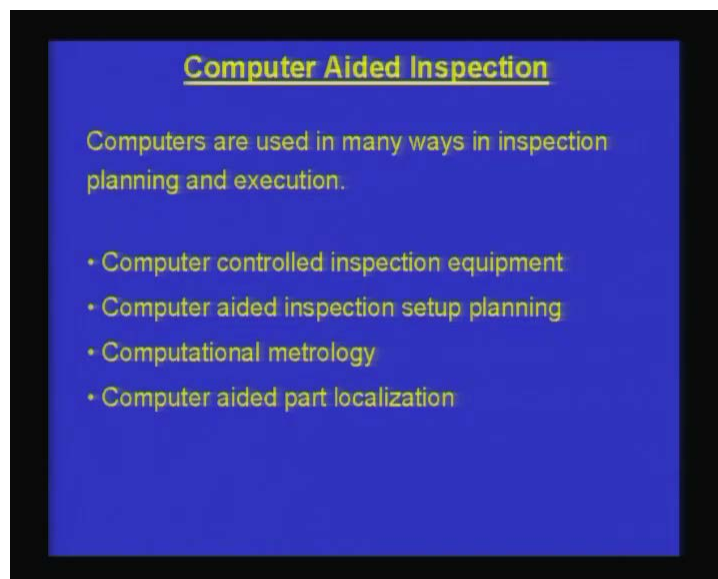 Computer Aided Inspection
Computers are used in many ways in inspection
planning and execution.
• Computer controlled inspection equipment
• Computer aided inspection setup planning
• Computational metrology
• Computer aided part localization